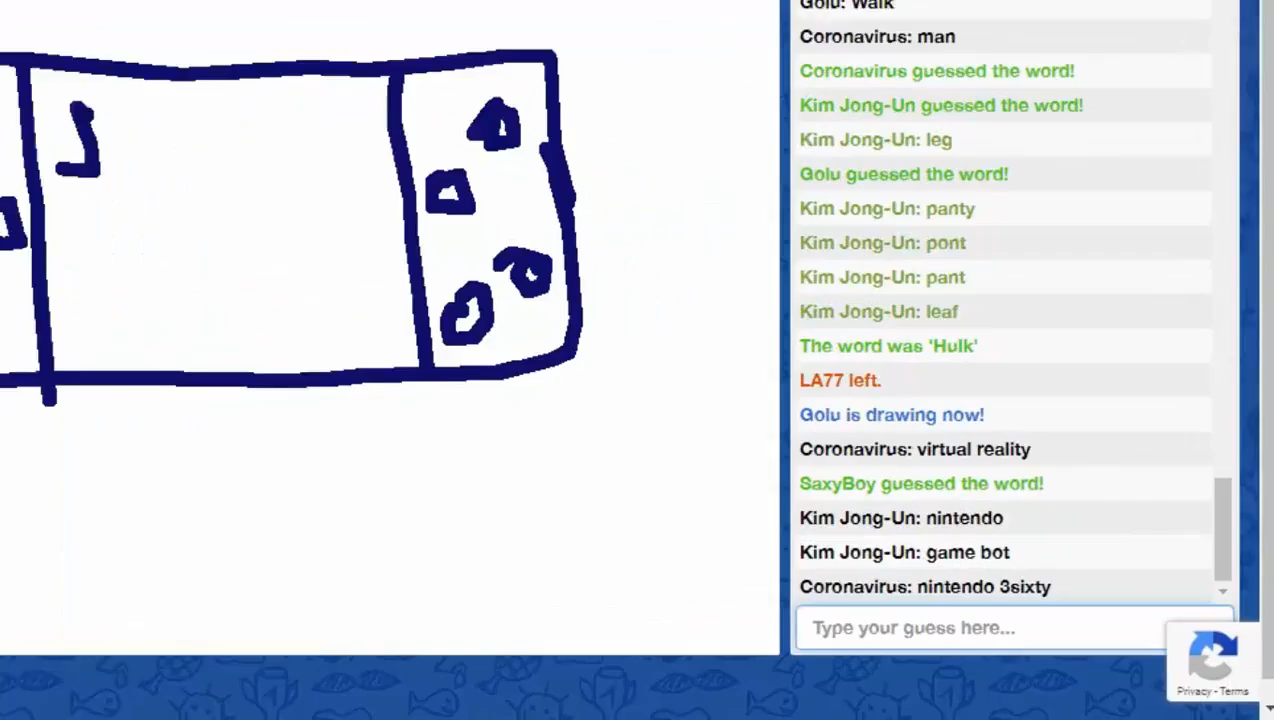 Golu: Walk
Coronavirus: man
Coronavirus guessed the word!
Kim Jong-Un guessed the word!
Kim Jong-Un: leg
Golu guessed the word!
Kim Jong-Un: panty
Kim Jong-Un: pont
Kim Jong-Un: pant
Kim Jong-Un: leaf
The word was 'Hulk'
LA77 left.
Golu is drawing now!
Coronavirus: virtual reality
SaxyBoy guessed the word!
Kim Jong-Un: nintendo
Kim Jong-Un: game bot
Coronavirus: nintendo 3sixty
Type your guess here...
Privacy - Terms